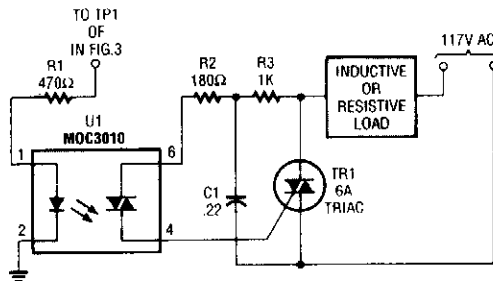 TO TP1
OF
IN FIG.3
R1
470Ω
U1
MOC3010
1
2
6
4
R2
180Ω
R3
1K
C1
.22
TR1
6A
TRIAC
INDUCTIVE
OR
RESISTIVE
LOAD
117V AC